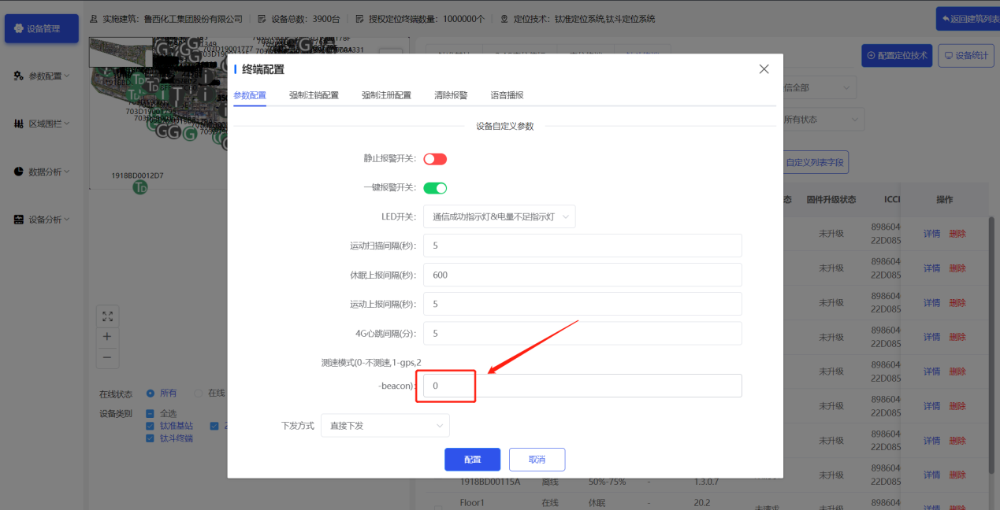 设备管理
实施建筑：鲁西化工集团股份有限公司
设备总数：3900台
授权定位终端数量：1000000个
定位技术：钛准定位系统,钛斗定位系统
返回建筑列表
参数配置
区域围栏
数据分析
设备分析
703D19001777
703D19001795
1918BD0012D7
配置定位技术
设备统计
信全部
所有状态
自定义列表字段
终端配置
参数配置
强制注销配置
强制注册配置
清除报警
语音播报
设备自定义参数
静止报警开关：
一键报警开关：
LED开关：
通信成功指示灯&电量不足指示灯
运动扫描间隔(秒)：
5
休眠上报间隔(秒)：
600
运动上报间隔(秒)：
5
4G心跳间隔(分)：
5
测速模式(0-不测速,1-gps,2
-beacon)：
0
下发方式
直接下发
配置
取消
在线状态
所有
在线
设备类别
全选
钛准基站
2
钛斗终端
态
固件升级状态
ICCI
操作
未升级
898604
22D085
详情
删除
未升级
898604
22D085
详情
删除
未升级
898604
22D085
详情
删除
未升级
898604
22D085
详情
删除
未升级
898604
22D085
详情
删除
未升级
898604
22D085
详情
删除
未升级
898604
22D085
详情
删除
未升级
898604
22D085
详情
删除
1918BD00115A
离线
50%-75%
-
1.3.0.7
Floor1
在线
休眠
-
20.2
未升级
898604
详情
删除